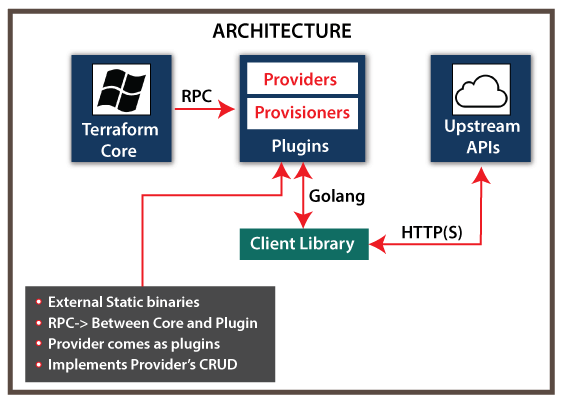 ARCHITECTURE
Terraform
Core
RPC
Providers
Provisioners
Plugins
Upstream
APIs
Golang
Client Library
HTTP(S)
External Static binaries
RPC-> Between Core and Plugin
Provider comes as plugins
Implements Provider's CRUD